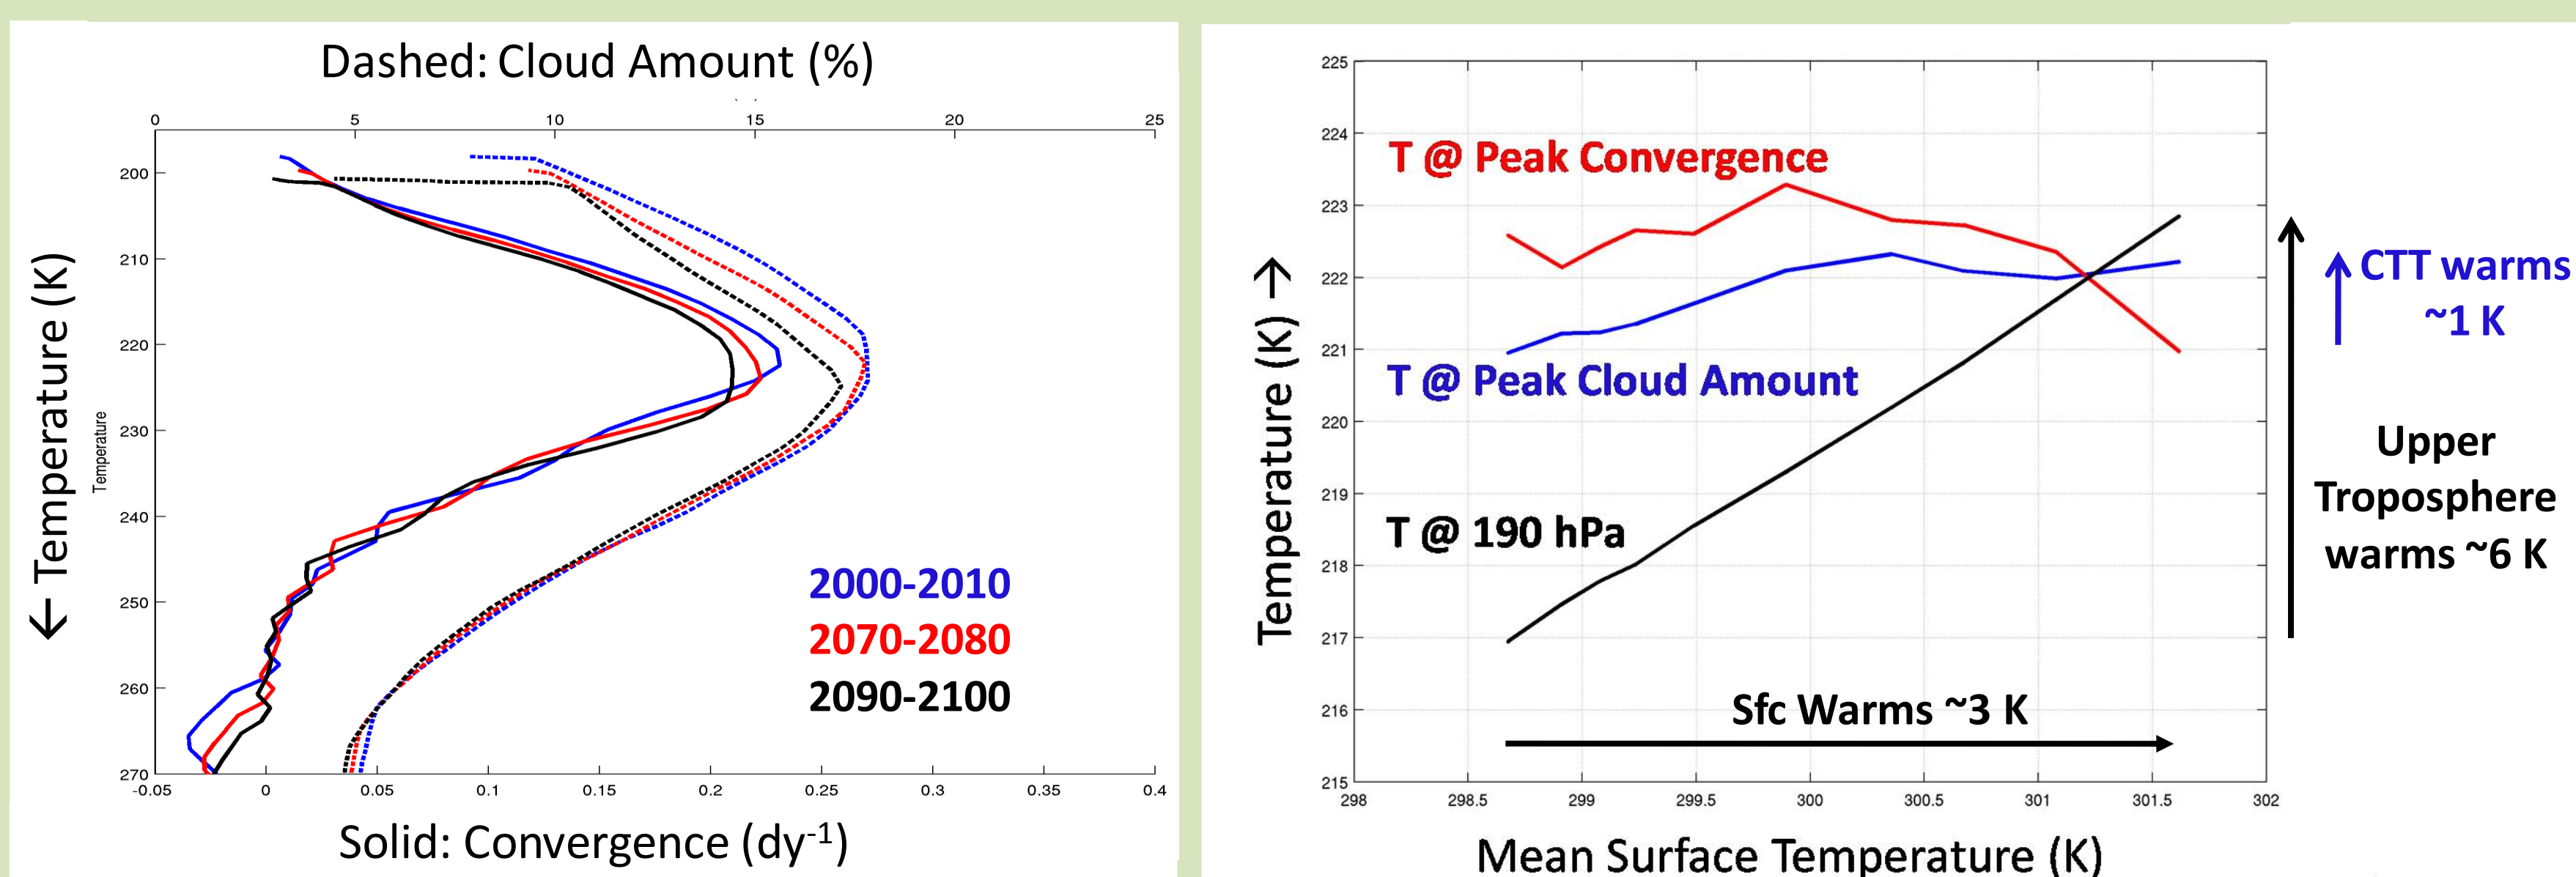 Dashed: Cloud Amount (%)
0 5 10 15 20 25
← Temperature (K)
Temperature
200
210
220
230
240
250
260
270
2000-2010
2070-2080
2090-2100
-0.05 0 0.05 0.1 0.15 0.2 0.25 0.3 0.35 0.4
Solid: Convergence (dy-1)
Temperature (K) →
225
224
223
222
221
220
219
218
217
216
215
T @ Peak Convergence
T @ Peak Cloud Amount
T @ 190 hPa
Sfc Warms ~3 K
298 298.5 299 299.5 300 300.5 301 301.5 302
Mean Surface Temperature (K)
CTT warms
~1 K
Upper
Troposphere
warms ~6 K